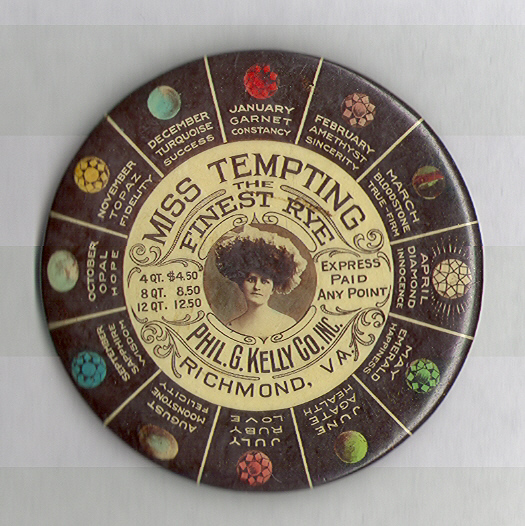 MISS TEMPTING
THE
FINEST RYE
4 QT. $4.50
8 QT. 8.50
12 QT. 12.50
EXPRESS
PAID
ANY POINT
PHIL. G. KELLY CO. INC.
RICHMOND, VA.
JANUARY
GARNET
CONSTANCY
FEBRUARY
AMETHYST
SINCERITY
MARCH
BLOODSTONE
TRUE-FIRM
APRIL
DIAMOND
INNOCENCE
MAY
EMERALD
HAPPINESS
JUNE
AGATE
HEALTH
JULY
RUBY
LOVE
AUGUST
MOONSTONE
FELICITY
SEPTEMBER
SAPPHIRE
WISDOM
OCTOBER
OPAL
HOPE
NOVEMBER
TOPAZ
FIDELITY
DECEMBER
TURQUOISE
SUCCESS